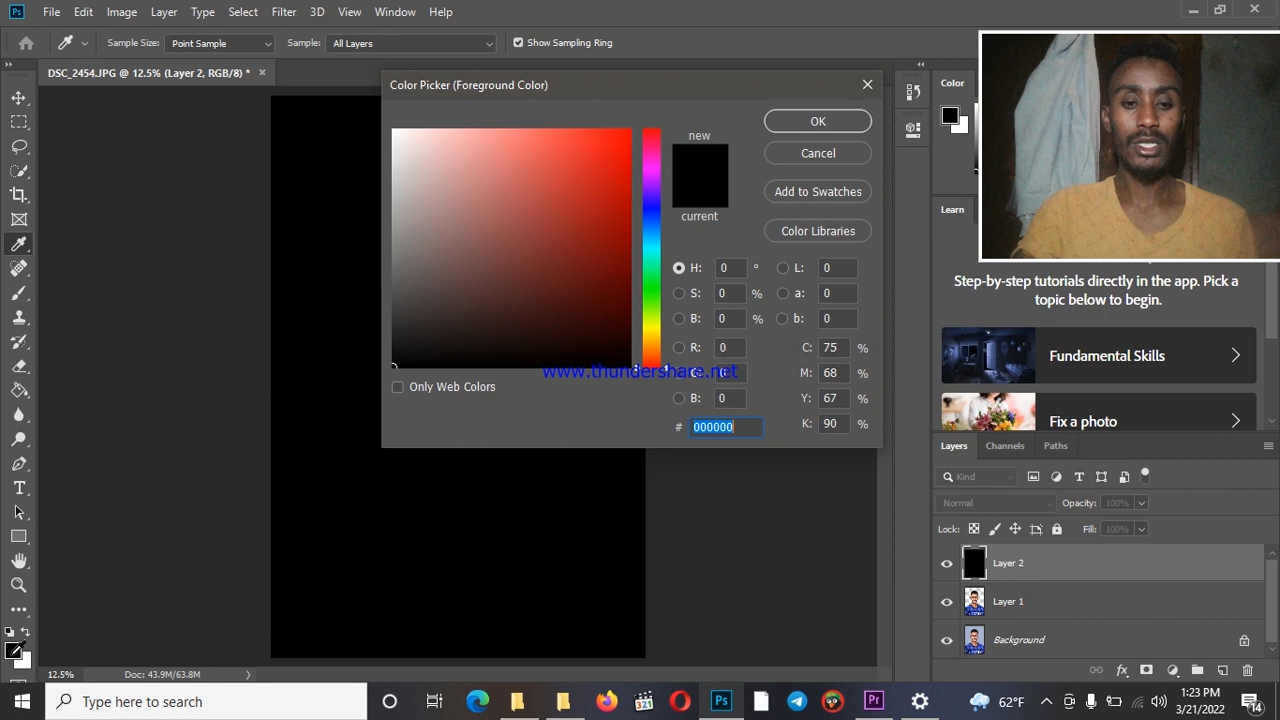 Ps File Edit Image Layer Type Select Filter 3D View Window Help
Sample Size: Point Sample Sample: All Layers Show Sampling Ring
DSC_2454.JPG @ 12.5% (Layer 2, RGB/8) *
Color Picker (Foreground Color)
new
current
OK
Cancel
Add to Swatches
Color Libraries
H: 0 ° L: 0
S: 0 % a: 0
B: 0 % b: 0
R: 0 C: 75 %
www.thundershare.net
M: 68 %
B: 0 Y: 67 %
# 000000 K: 90 %
Only Web Colors
Color
Learn
Step-by-step tutorials directly in the app. Pick a
topic below to begin.
Fundamental Skills
Fix a photo
Layers Channels Paths
Kind
Normal Opacity: 100%
Lock: Fill: 100%
Layer 2
Layer 1
Background
12.5% Doc: 43.9M/63.8M
Type here to search
321
Ps
Pr
62°F
1:23 PM
3/21/2022
14